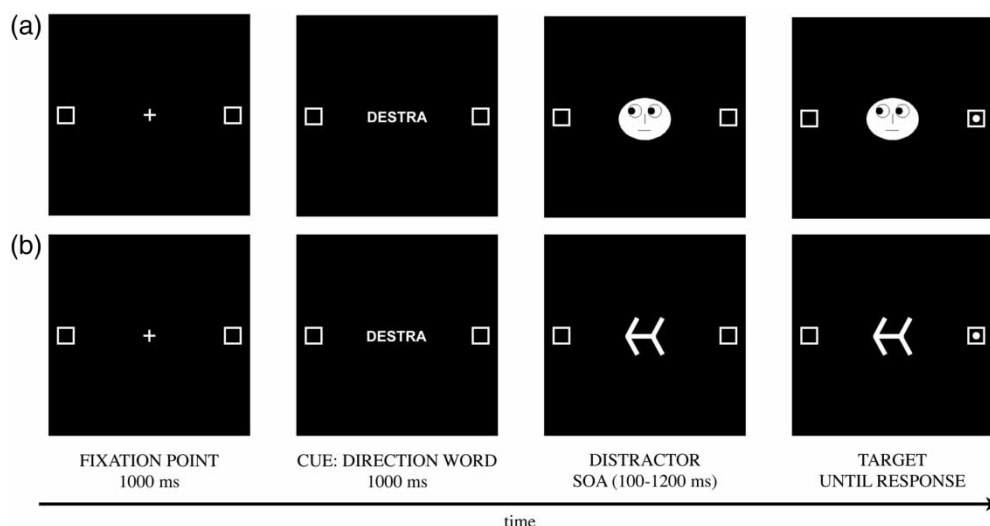 (a)
DESTRA
(b)
DESTRA
FIXATION POINT
1000 ms
CUE: DIRECTION WORD
1000 ms
DISTRACTOR
SOA (100-1200 ms)
TARGET
UNTIL RESPONSE
time